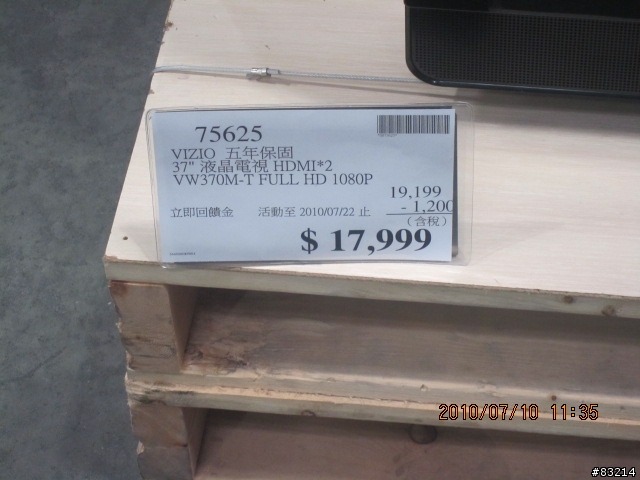 75625
VIZIO 五年保固
37" 液晶電視 HDMI*2
VW370M-T FULL HD 1080P
19,199
立即回饋金 活動至 2010/07/22 止 - 1,200
(含稅)
$ 17,999
2010/07/10 11:35
#83214